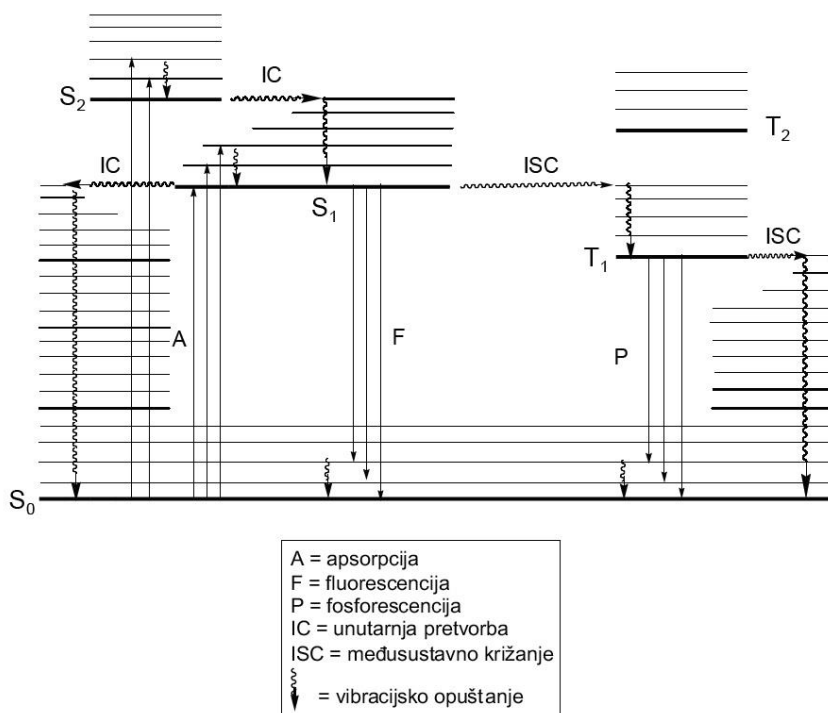 IC
S₂
T₂
IC
ISC
S₁
T₁
ISC
A
F
P
S₀
A = apsorpcija
F = fluorescencija
P = fosforescencija
IC = unutarnja pretvorba
ISC = međusustavno križanje
= vibracijsko opuštanje